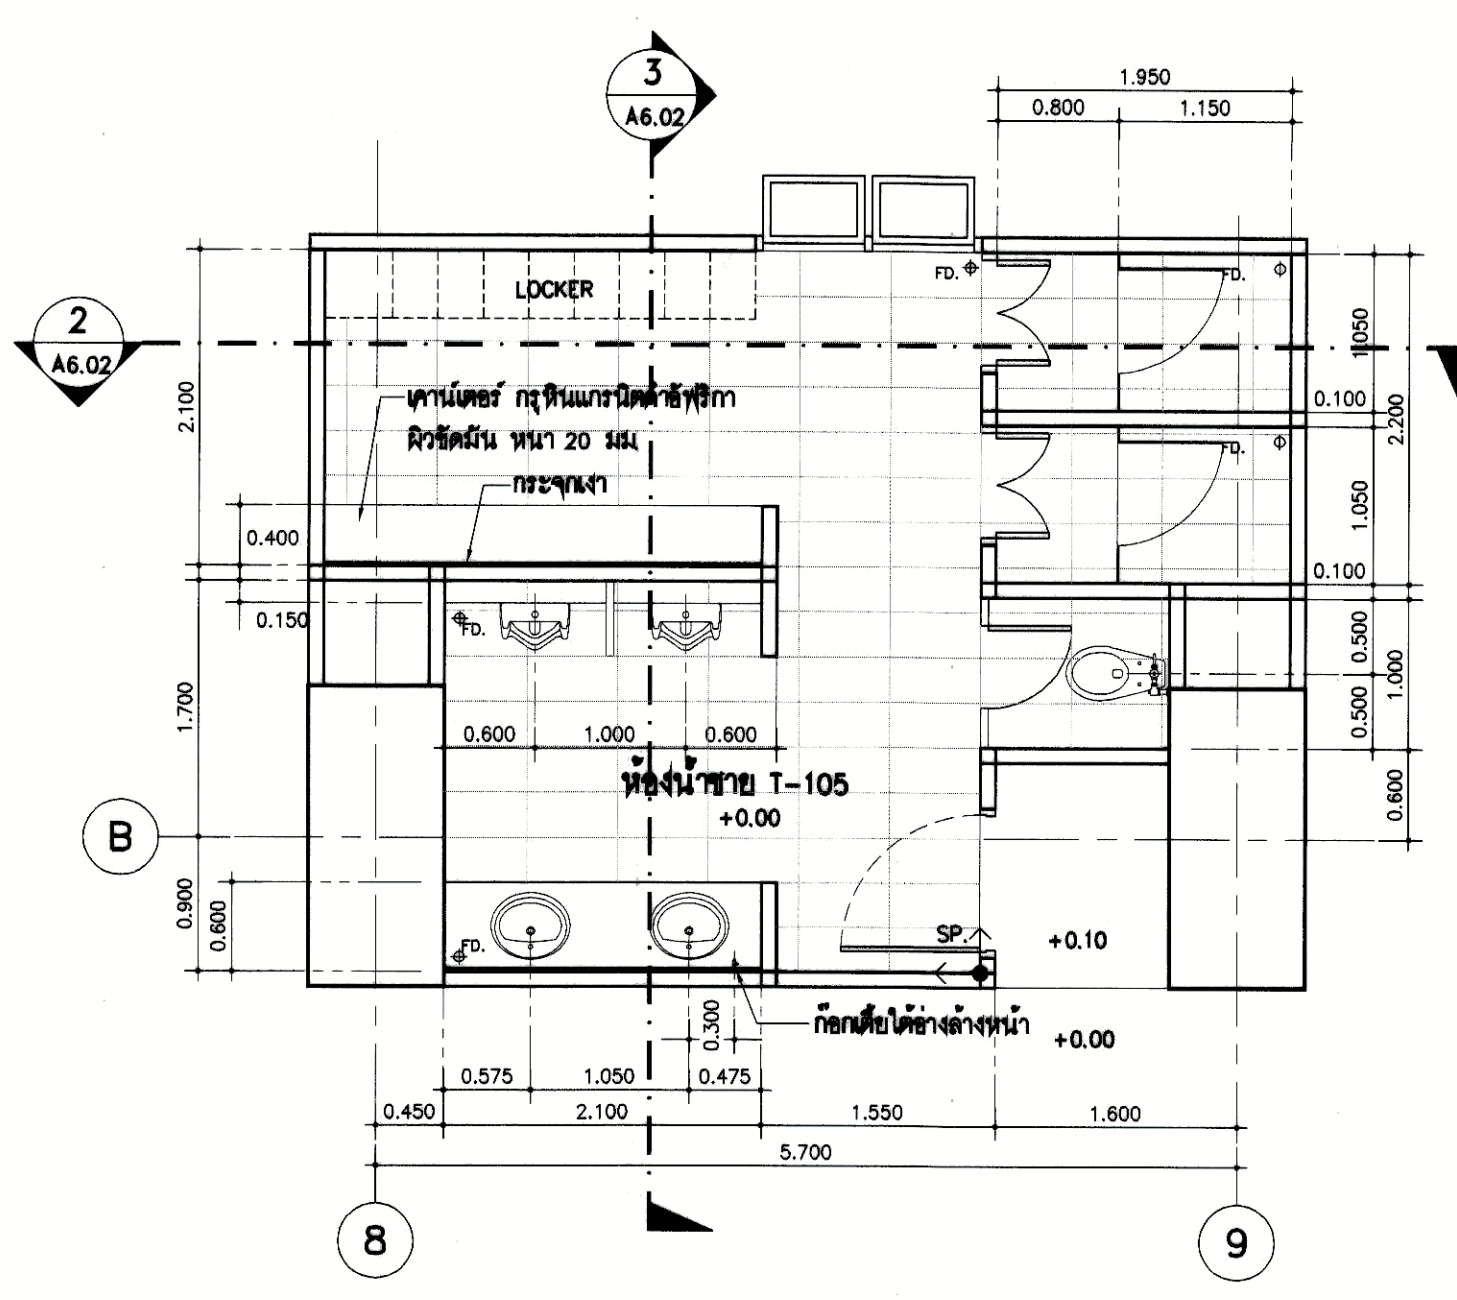 3
A6.02
1.950
0.800
1.150
FD.
FD.
LOCKER
2
A6.02
1.050
0.100
2.200
2.100
เคาน์เตอร์ กรุหินแกรนิตดำอัฟริกา
ผิวขัดมัน หนา 20 มม.
กระจกเงา
FD.
1.050
0.400
0.100
0.150
FD.
0.500
1.000
0.500
1.700
0.600
1.000
0.600
ห้องน้ำชาย T-105
+0.00
0.600
B
0.900
0.600
FD.
SP.
+0.10
0.300
ก๊อกเตี้ยใต้อ่างล้างหน้า
+0.00
0.575
1.050
0.475
0.450
2.100
1.550
1.600
5.700
8
9